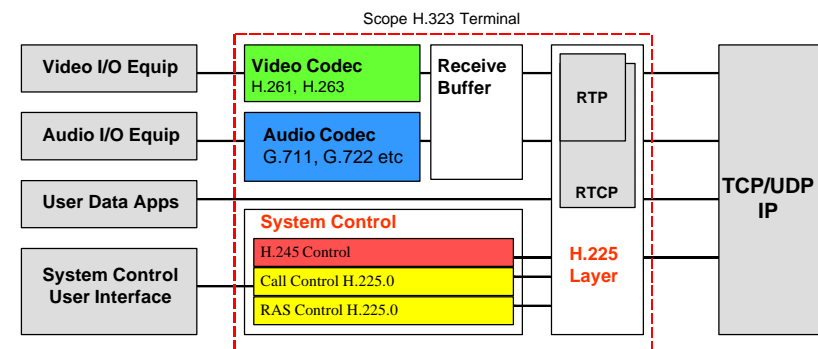 Scope H.323 Terminal
Video I/O Equip
Video Codec
H.261, H.263
Receive
Buffer
RTP
Audio I/O Equip
Audio Codec
G.711, G.722 etc
User Data Apps
RTCP
TCP/UDP
IP
System Control
User Interface
System Control
H.245 Control
Call Control H.225.0
RAS Control H.225.0
H.225
Layer